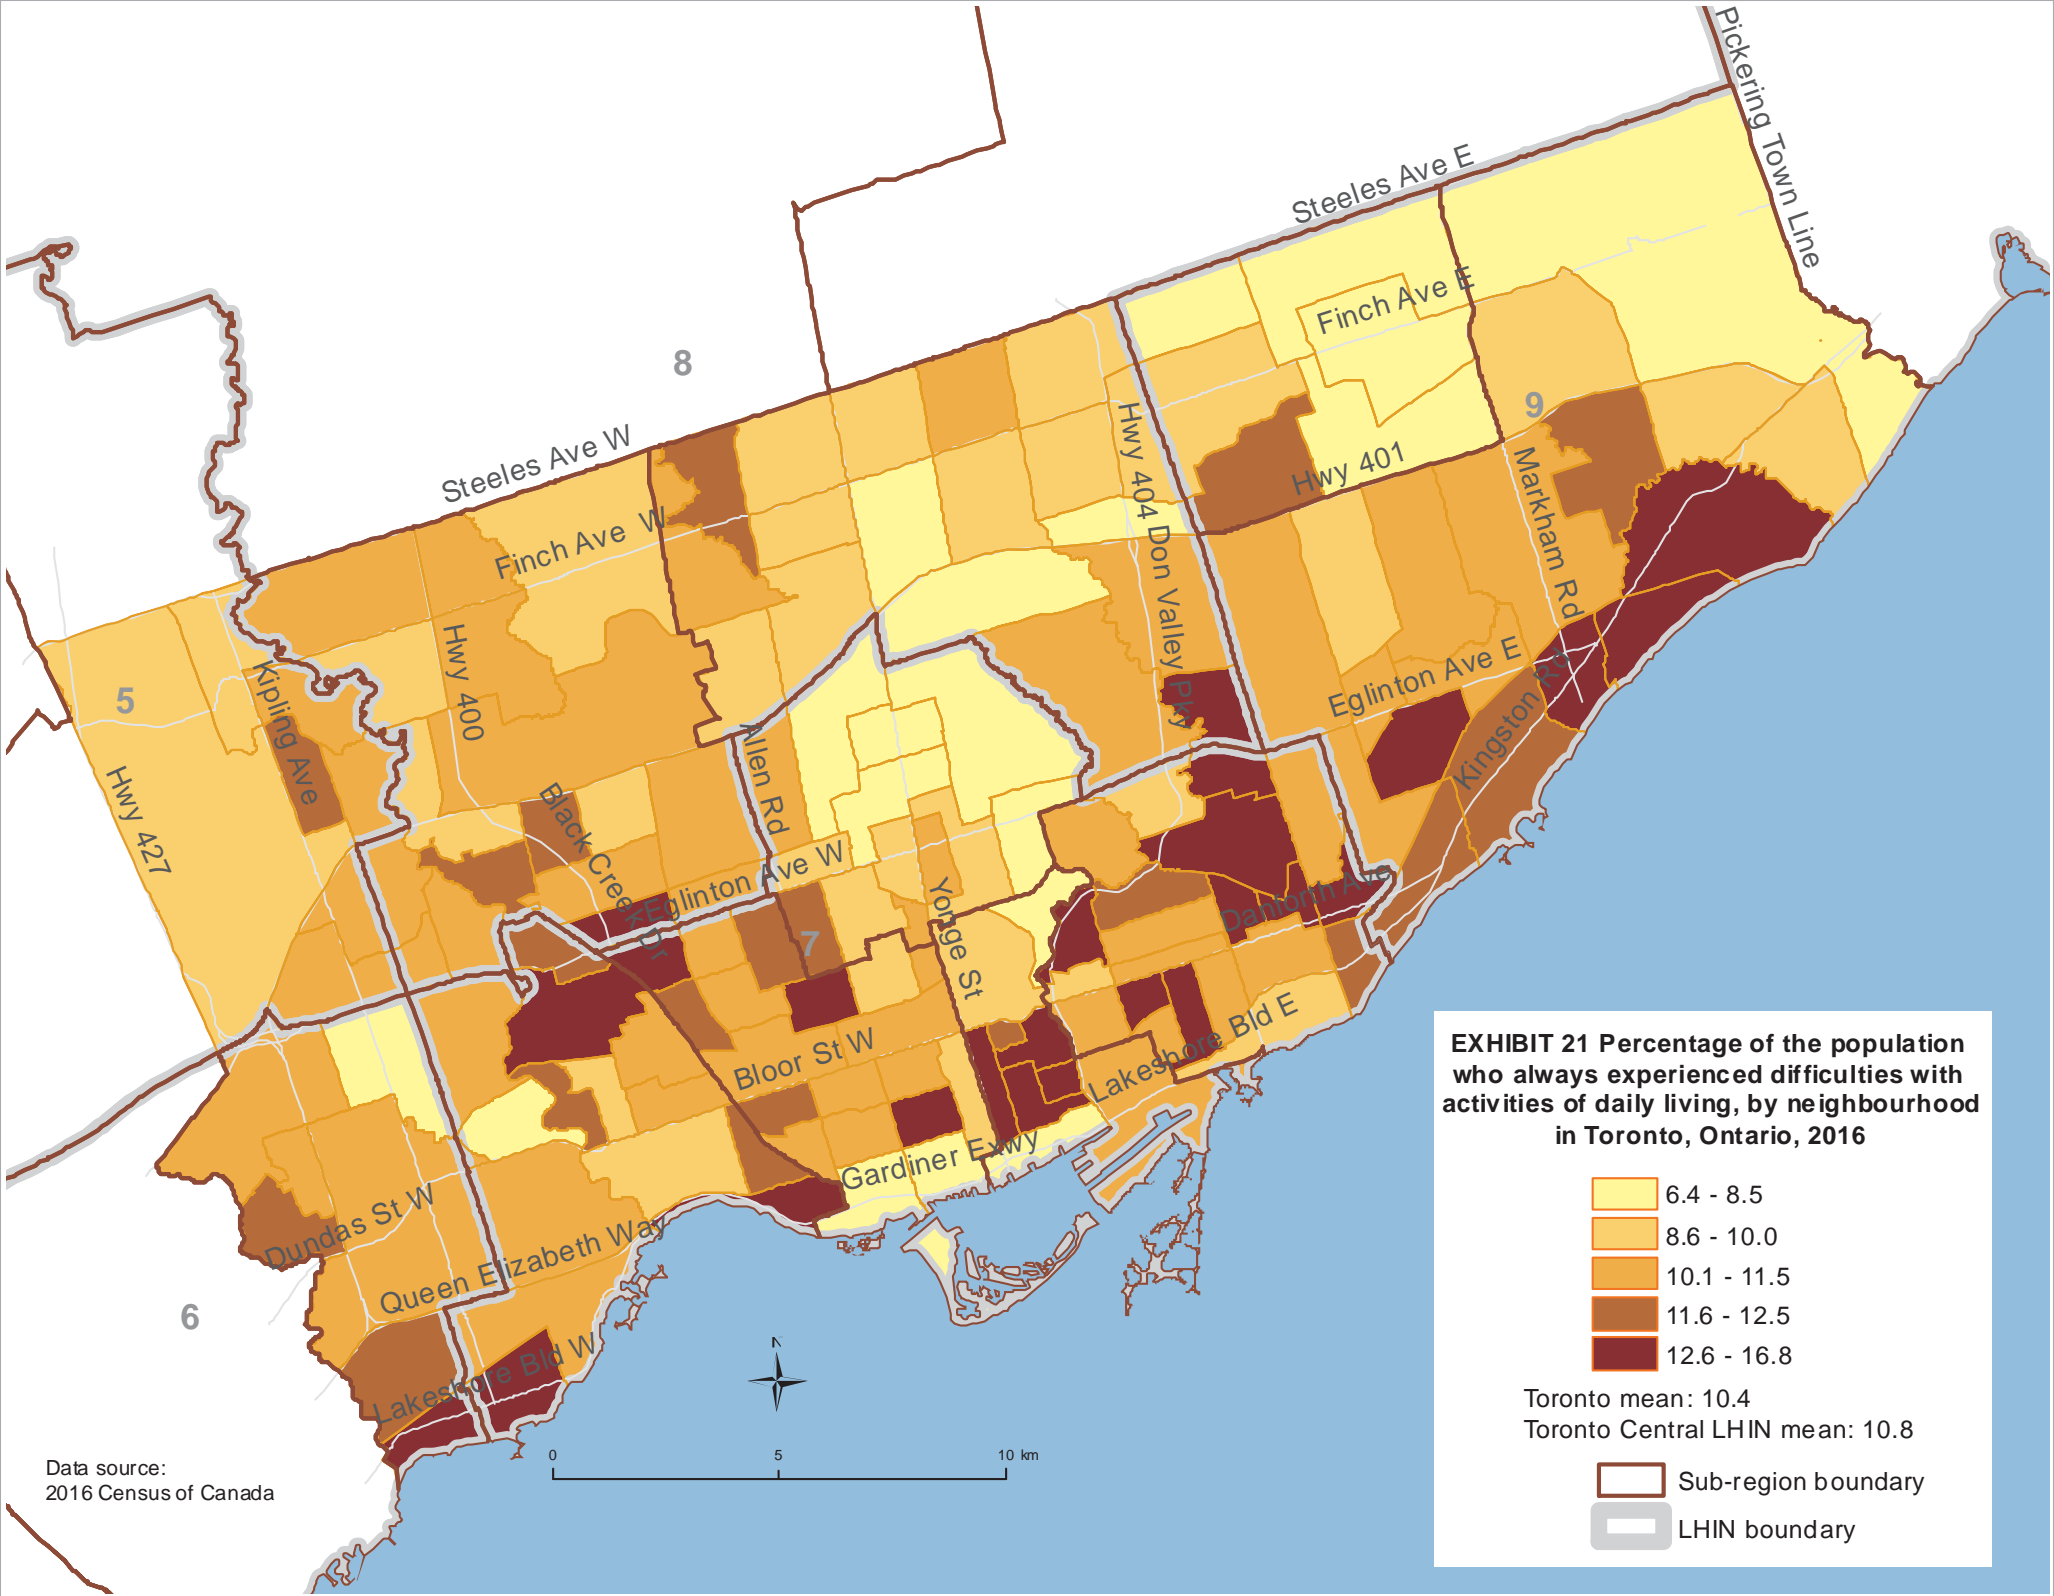 Pickering Town Line
Steeles Ave E
Finch Ave E
8
9
Steeles Ave W
Hwy 404
Hwy 401
Markham Rd
Finch Ave W
Don Valley Pky
5
Kipling Ave
Hwy 400
Eglinton Ave E
Kingston Rd
Hwy 427
Allen Rd
Black Creek Dr
Eglinton Ave W
Yonge St
Danforth Ave
7
Bloor St W
Lakeshore Bld E
Gardiner Exwy
Dundas St W
Queen Elizabeth Way
6
Lakeshore Bld W
N
0 5 10 km
Data source:
2016 Census of Canada
EXHIBIT 21 Percentage of the population
who always experienced difficulties with
activities of daily living, by neighbourhood
in Toronto, Ontario, 2016
6.4 - 8.5
8.6 - 10.0
10.1 - 11.5
11.6 - 12.5
12.6 - 16.8
Toronto mean: 10.4
Toronto Central LHIN mean: 10.8
Sub-region boundary
LHIN boundary